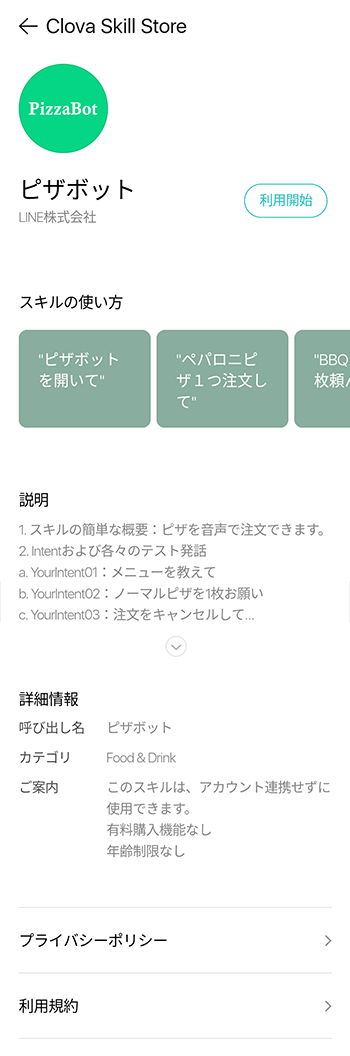 Clova Skill Store
PizzaBot
ピザボット
LINE株式会社
利用開始
スキルの使い方
"ピザボット
を開いて"
"ペパロニピ
ザ１つ注文し
て"
"BBQ
枚頼
説明
1. スキルの簡単な概要：ピザを音声で注文できます。
2. Intentおよび各々のテスト発話
a. YourIntent01：メニューを教えて
b. YourIntent02：ノーマルピザを1枚お願い
c. YourIntent03：注文をキャンセルして...
詳細情報
呼び出し名 ピザボット
カテゴリ Food & Drink
ご案内 このスキルは、アカウント連携せずに
使用できます。
有料購入機能なし
年齢制限なし
プライバシーポリシー
利用規約